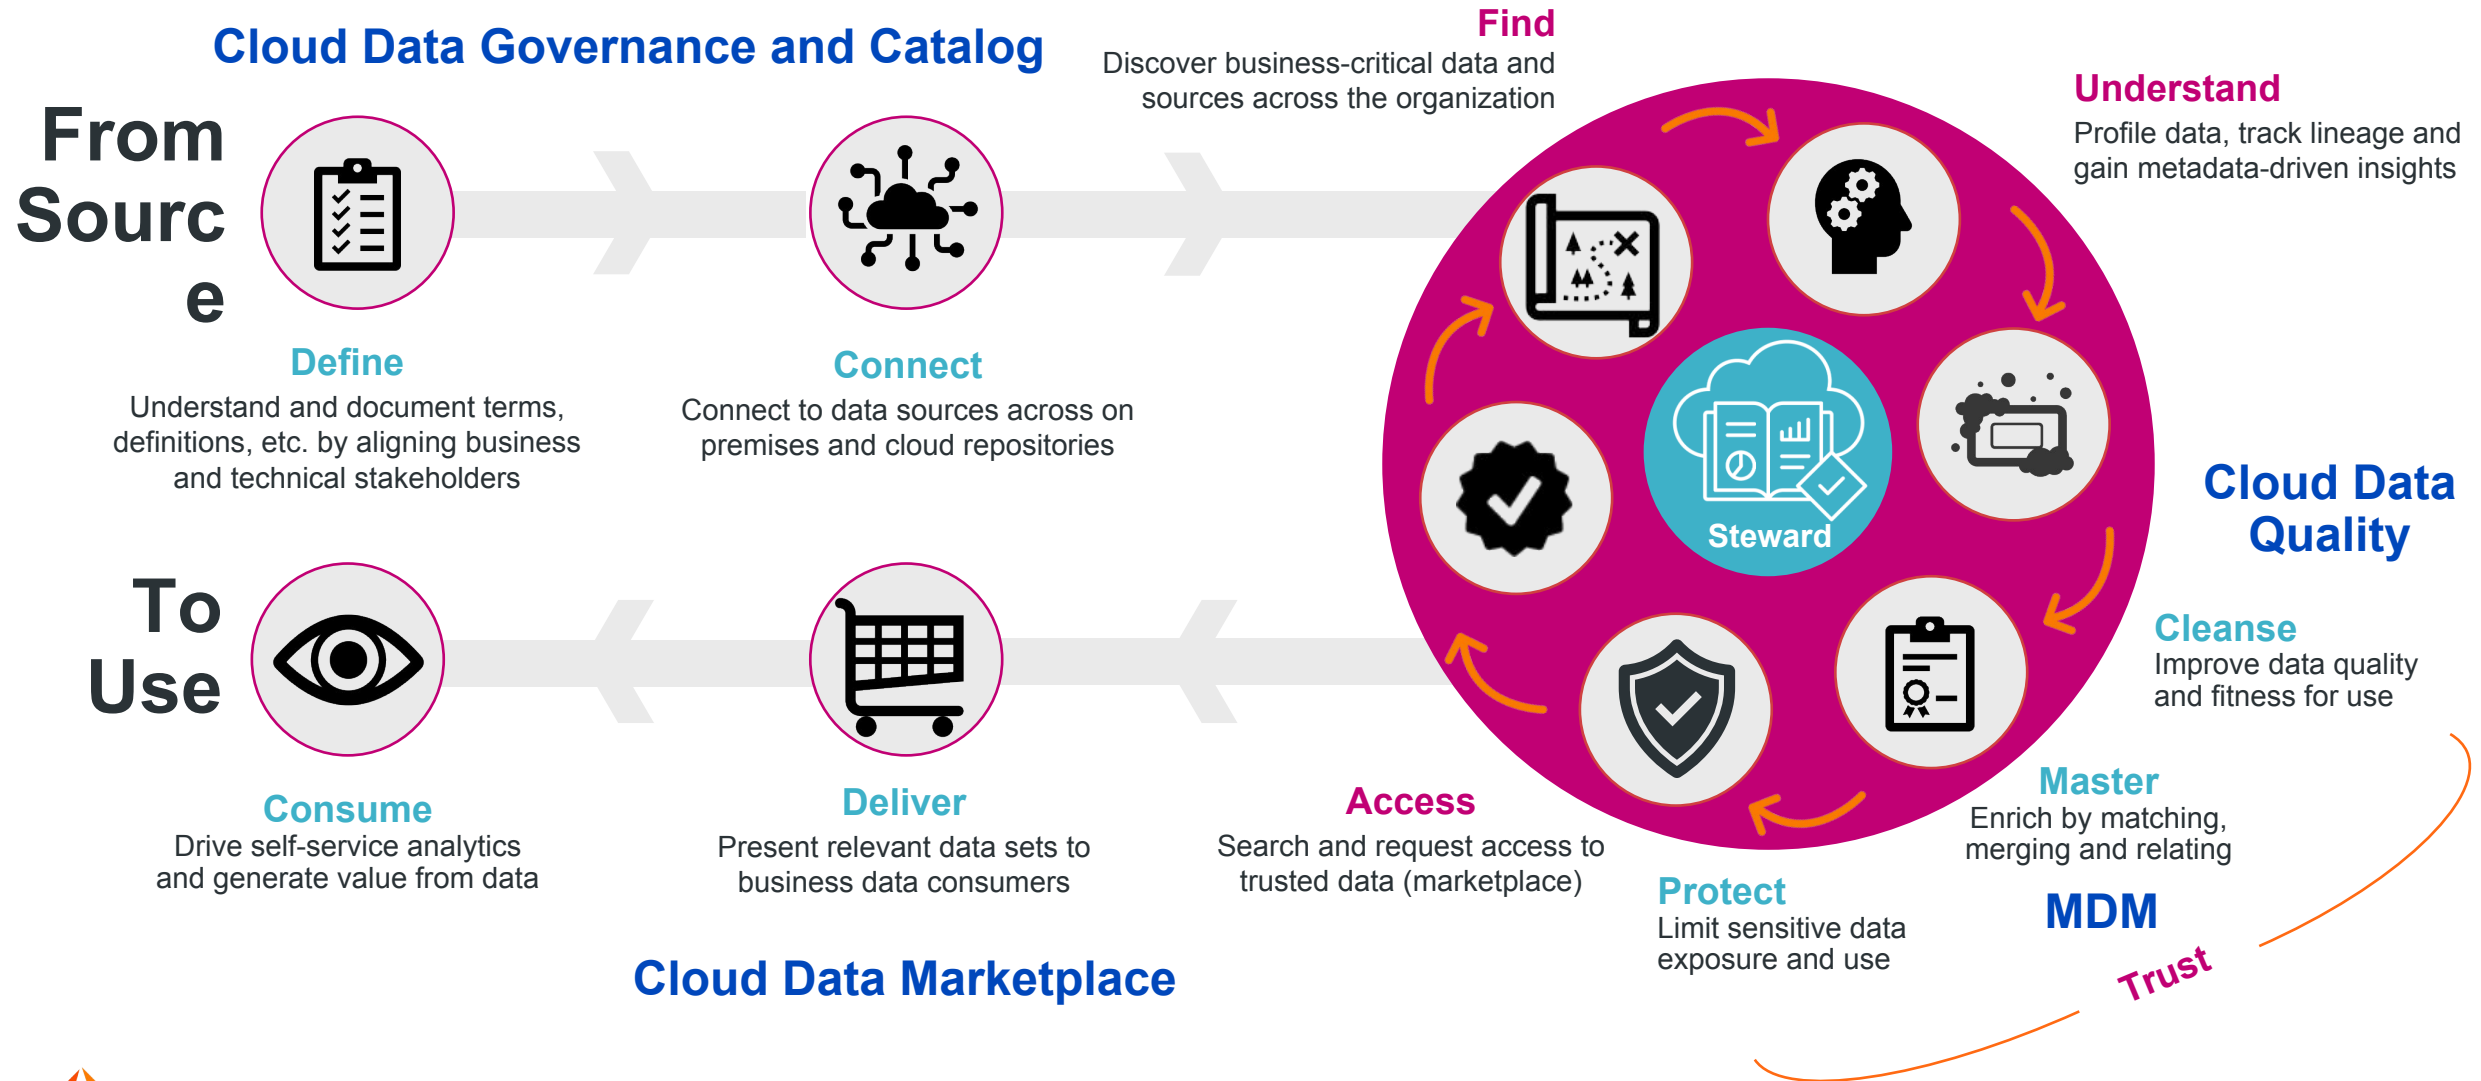 Cloud Data Governance and Catalog
From
Sourc
e
Define
Understand and document terms,
definitions, etc. by aligning business
and technical stakeholders
Connect
Connect to data sources across on
premises and cloud repositories
Find
Discover business-critical data and
sources across the organization
Understand
Profile data, track lineage and
gain metadata-driven insights
Steward
Cloud Data
Quality
Cleanse
Improve data quality
and fitness for use
Master
Enrich by matching,
merging and relating
MDM
Trust
Protect
Limit sensitive data
exposure and use
Access
Search and request access to
trusted data (marketplace)
To
Use
Deliver
Present relevant data sets to
business data consumers
Consume
Drive self-service analytics
and generate value from data
Cloud Data Marketplace